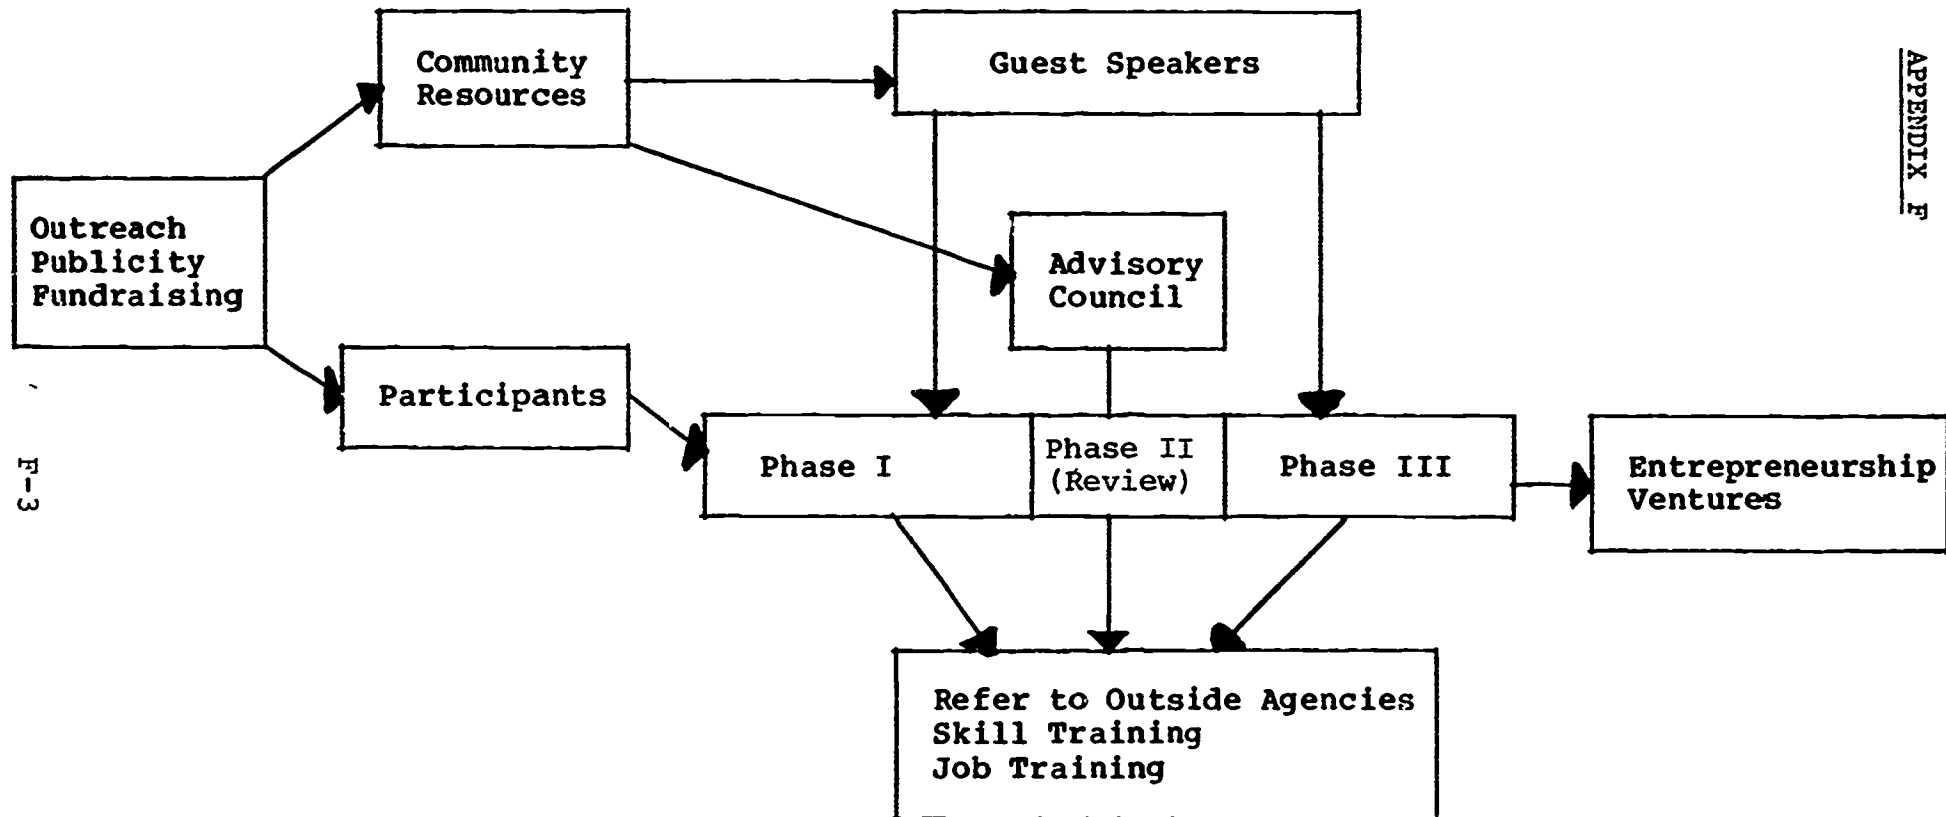 APPENDIX F
Community
Resources
Guest Speakers
Outreach
Publicity
Fundraising
Advisory
Council
Participants
Phase I
Phase II
(Review)
Phase III
Entrepreneurship
Ventures
Refer to Outside Agencies
Skill Training
Job Training
F-3